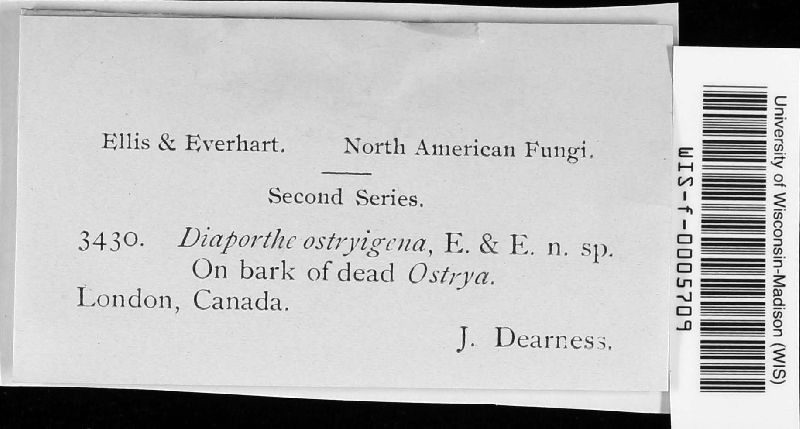 Ellis & Everhart. North American Fungi.
Second Series.
3430. Diaporthe ostryigena, E. & E. n. sp.
On bark of dead Ostrya.
London, Canada.
J. Dearness.
WIS-f-0005709
University of Wisconsin-Madison (WIS)